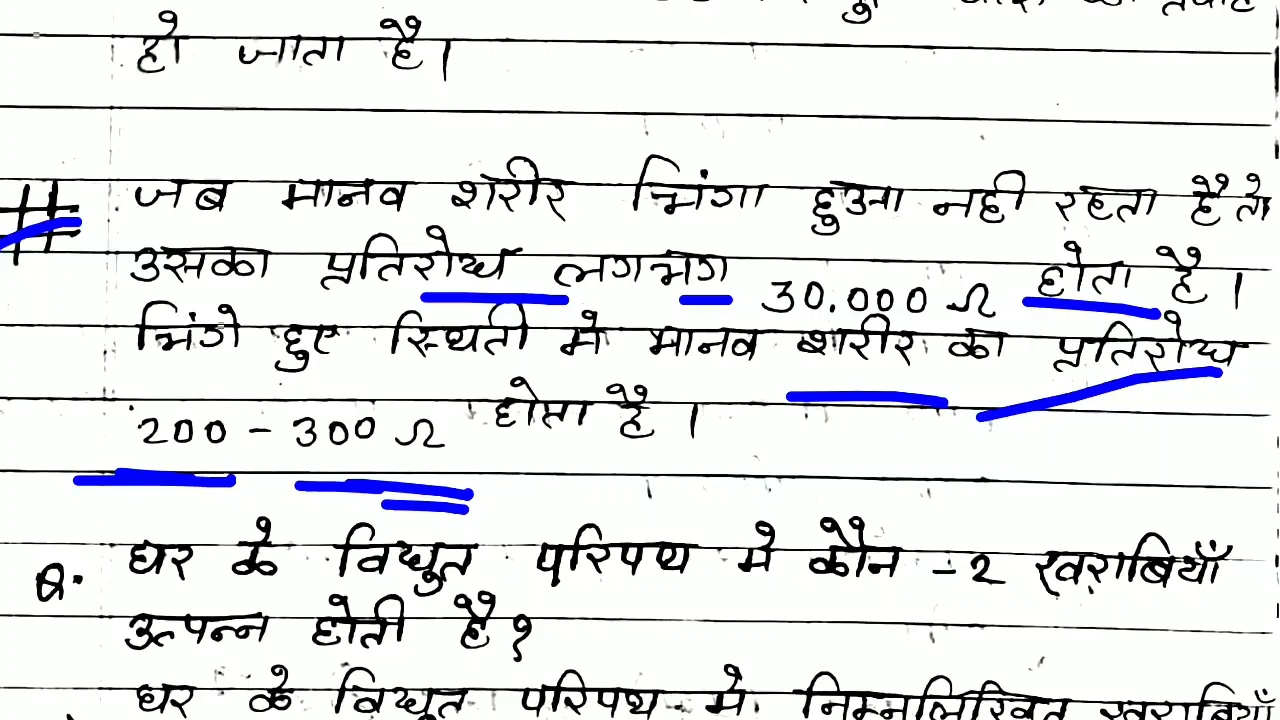 हो जाता है।
# जब मानव शरीर भिंगा हुआ नही रहता है तो
उसका प्रतिरोध लगभग 30.000 Ω होता है।
भिंगे हुए स्थिती मे मानव शरीर का प्रतिरोध
200 - 300 Ω होता है।
Q. घर के विधुत परिपथ मे कौन -2 खराबियाँ
उत्पन्न होती है?
घर के विधुत परिपथ मे निम्नलिखित खराबियाँ